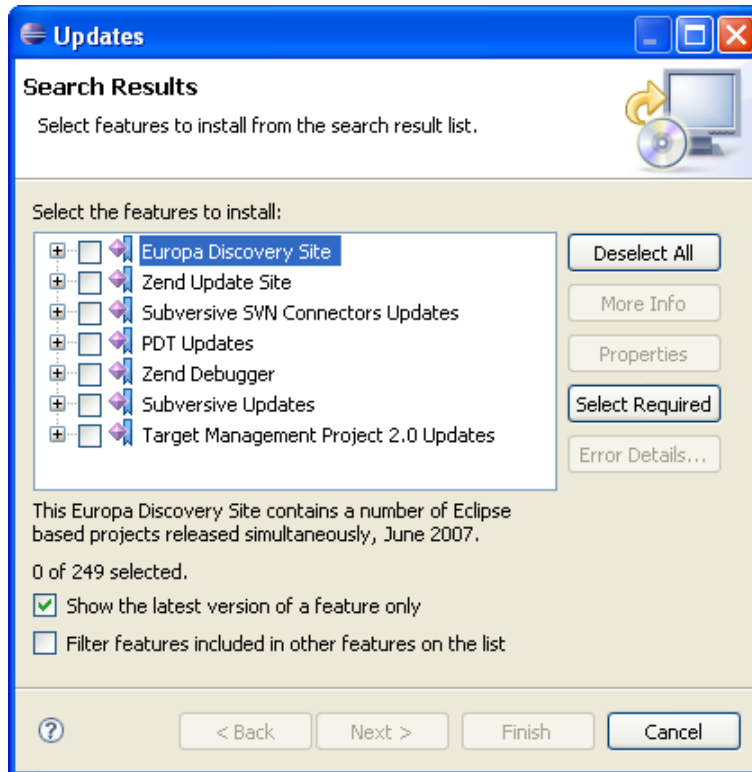 Updates
Search Results
Select features to install from the search result list.
Select the features to install:
Europa Discovery Site
Zend Update Site
Subversive SVN Connectors Updates
PDT Updates
Zend Debugger
Subversive Updates
Target Management Project 2.0 Updates
Deselect All
More Info
Properties
Select Required
Error Details...
This Europa Discovery Site contains a number of Eclipse
based projects released simultaneously, June 2007.
0 of 249 selected.
Show the latest version of a feature only
Filter features included in other features on the list
?
< Back Next > Finish Cancel